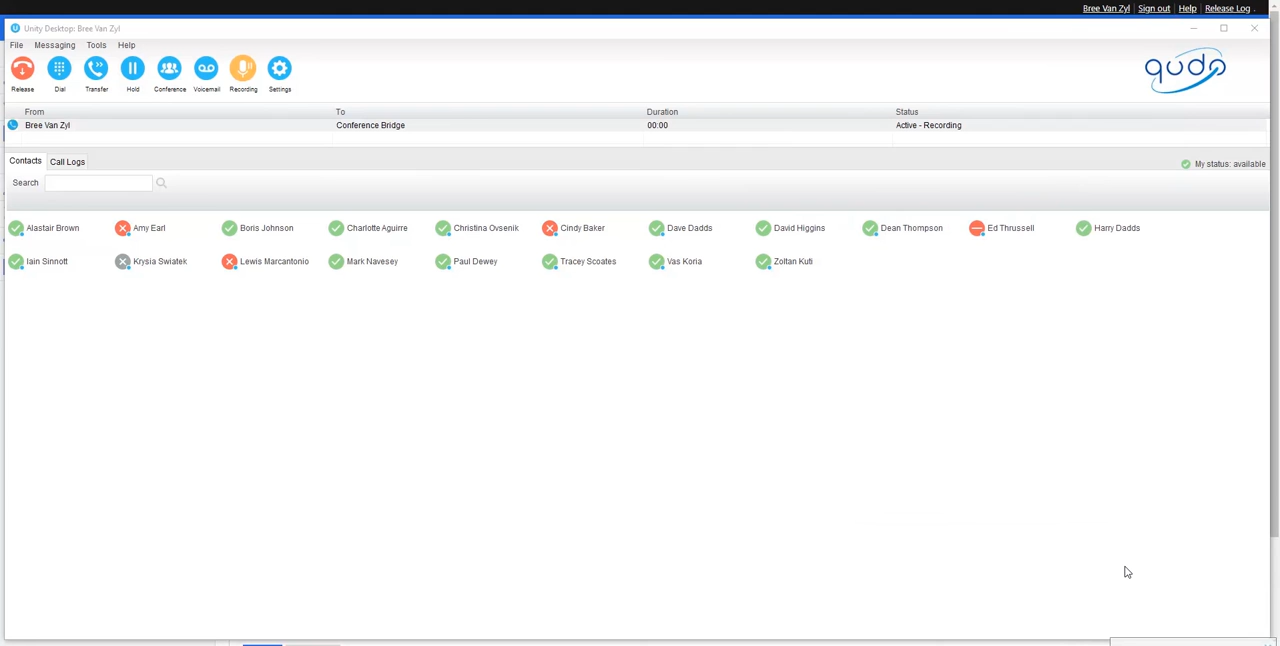 Bree Van Zyl Sign out Help Release Log .
Unity Desktop: Bree Van Zyl
File Messaging Tools Help
Release Dial Transfer Hold Conference Voicemail Recording Settings
qudo
From To Duration Status
Bree Van Zyl Conference Bridge 00:00 Active - Recording
Contacts Call Logs
My status: available
Search
Alastair Brown Amy Earl Boris Johnson Charlotte Aguirre Christina Ovsenik Cindy Baker Dave Dadds David Higgins Dean Thompson Ed Thrussell Harry Dadds
Iain Sinnott Krysia Swiatek Lewis Marcantonio Mark Navesey Paul Dewey Tracey Scoates Vas Koria Zoltan Kuti